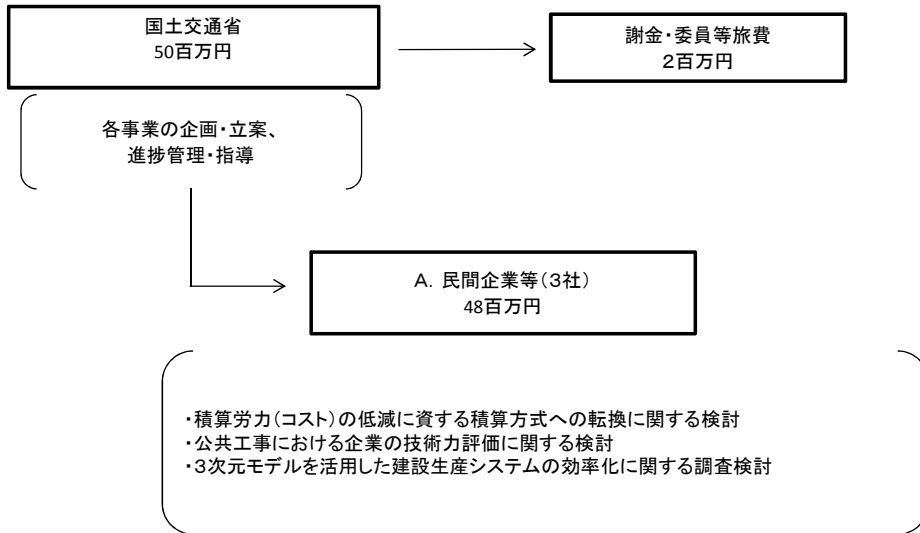 国土交通省
50百万円
謝金・委員等旅費
２百万円
各事業の企画・立案、
進捗管理・指導
A．民間企業等（３社）
48百万円
・積算労力（コスト）の低減に資する積算方式への転換に関する検討
・公共工事における企業の技術力評価に関する検討
・３次元モデルを活用した建設生産システムの効率化に関する調査検討